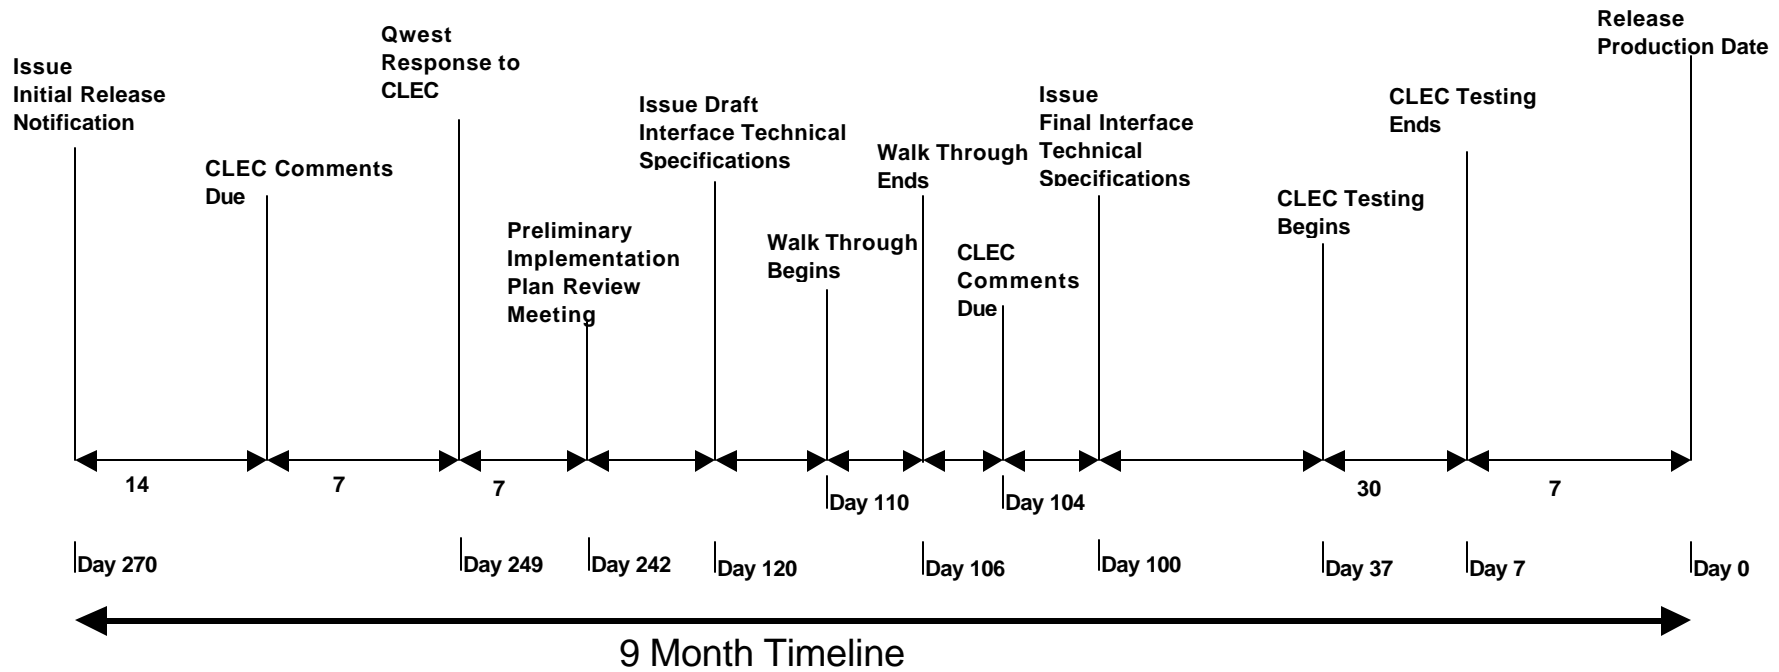 Issue
Initial Release
Notification
CLEC Comments
Due
Qwest
Response to
CLEC
Preliminary
Implementation
Plan Review
Meeting
Issue Draft
Interface Technical
Specifications
Walk Through
Begins
Walk Through
Ends
CLEC
Comments
Due
Issue
Final Interface
Technical
Specifications
CLEC Testing
Begins
CLEC Testing
Ends
Release
Production Date
14
7
7
30
7
Day 110
Day 104
Day 270
Day 249
Day 242
Day 120
Day 106
Day 100
Day 37
Day 7
Day 0
9 Month Timeline